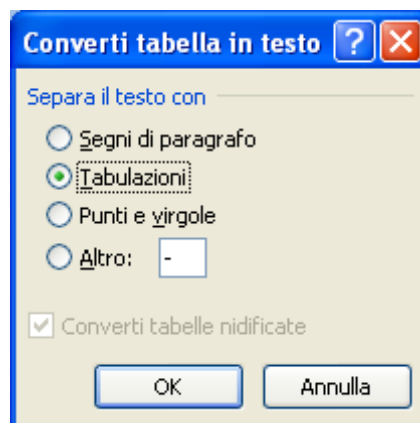 Converti tabella in testo
Separa il testo con
Segni di paragrafo
Tabulazioni
Punti e virgole
Altro: -
Converti tabelle nidificate
OK Annulla